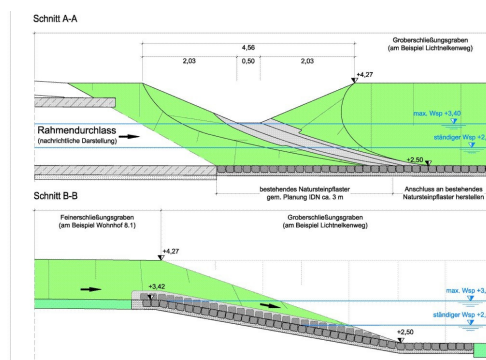 Schnitt A-A
Groberschließungsgraben
(am Beispiel Lichtnelkenweg)
4,56
2,03
0,50
2,03
+4,27
max. Wsp +3,40
Rahmendurchlass
(nachrichtliche Darstellung)
ständiger Wsp +2,
+2,50
bestehendes Natursteinpflaster
gem. Planung IDN ca. 3 m
Anschluss an bestehendes
Natursteinpflaster herstellen
Schnitt B-B
Feinerschließungsgraben
(am Beispiel Wohnhof 8.1)
Groberschließungsgraben
(am Beispiel Lichtnelkenweg)
+4,27
max. Wsp +3,
+3,42
ständiger Wsp +2,
+2,50